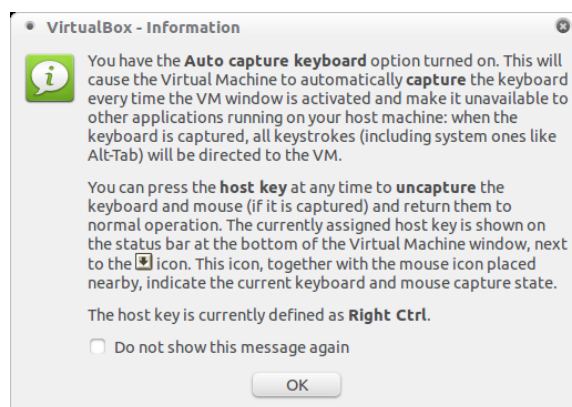 VirtualBox - Information
You have the Auto capture keyboard option turned on. This will
cause the Virtual Machine to automatically capture the keyboard
every time the VM window is activated and make it unavailable to
other applications running on your host machine: when the
keyboard is captured, all keystrokes (including system ones like
Alt-Tab) will be directed to the VM.
You can press the host key at any time to uncapture the
keyboard and mouse (if it is captured) and return them to
normal operation. The currently assigned host key is shown on
the status bar at the bottom of the Virtual Machine window, next
to the icon. This icon, together with the mouse icon placed
nearby, indicate the current keyboard and mouse capture state.
The host key is currently defined as Right Ctrl.
Do not show this message again
OK